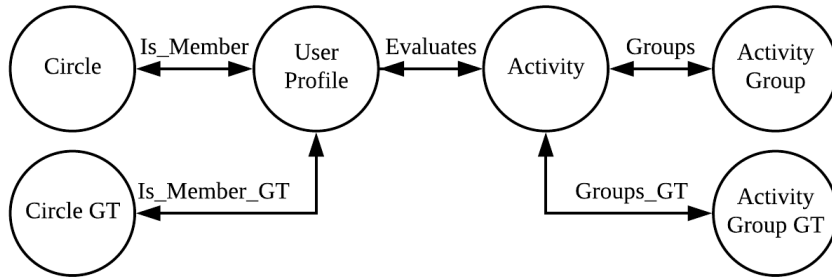 Circle
Is_Member
User
Profile
Evaluates
Activity
Groups
Activity
Group
Circle GT
Is_Member_GT
Groups_GT
Activity
Group GT